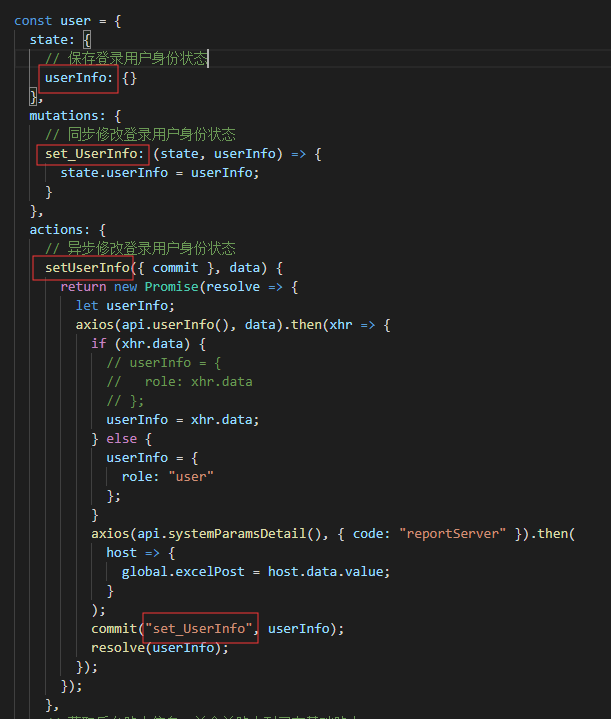 const user = {
state: {
// 保存登录用户身份状态
userInfo: {}
},
mutations: {
// 同步修改登录用户身份状态
set_UserInfo: (state, userInfo) => {
state.userInfo = userInfo;
}
},
actions: {
// 异步修改登录用户身份状态
setUserInfo({ commit }, data) {
return new Promise(resolve => {
let userInfo;
axios(api.userInfo(), data).then(xhr => {
if (xhr.data) {
// userInfo = {
//   role: xhr.data
// };
userInfo = xhr.data;
} else {
userInfo = {
role: "user"
};
}
axios(api.systemParamsDetail(), { code: "reportServer" }).then(
host => {
global.excelPost = host.data.value;
}
);
commit("set_UserInfo", userInfo);
resolve(userInfo);
});
});
},